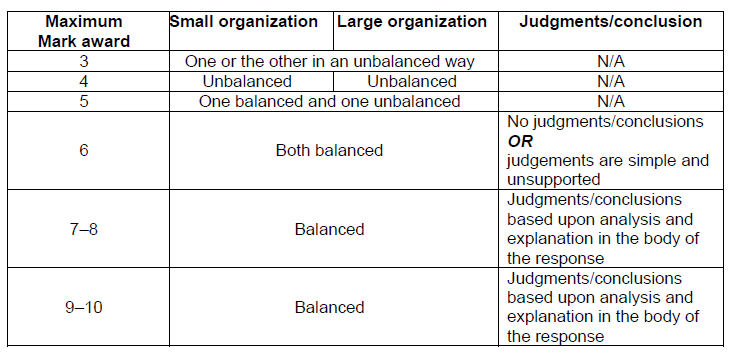 Maximum Mark award Small organization Large organization Judgments/conclusion
3 One or the other in an unbalanced way N/A
4 Unbalanced Unbalanced N/A
5 One balanced and one unbalanced N/A
6 Both balanced No judgments/conclusions
OR
judgements are simple and
unsupported
7–8 Balanced Judgments/conclusions
based upon analysis and
explanation in the body of
the response
9–10 Balanced Judgments/conclusions
based upon analysis and
explanation in the body of
the response